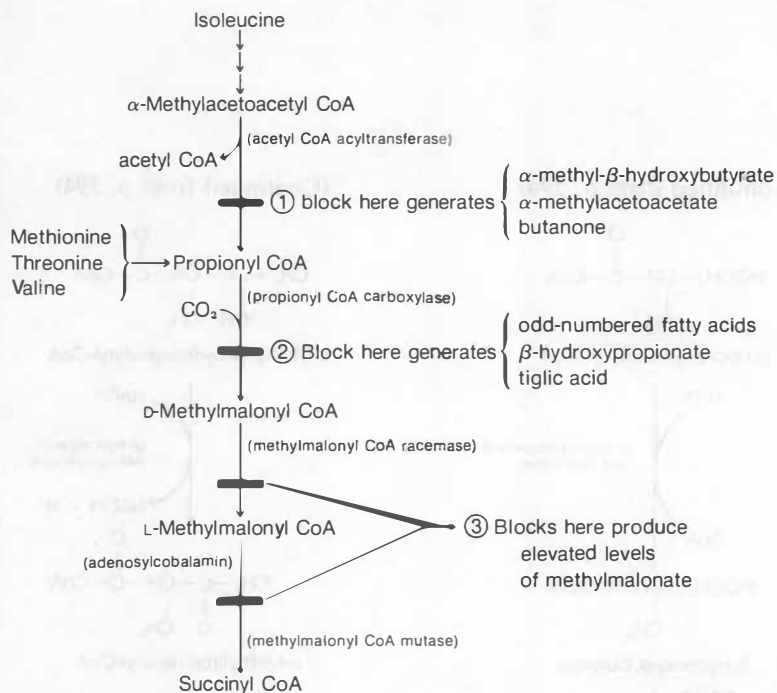 Isoleucine
α-Methylacetoacetyl CoA
(acetyl CoA acyltransferase)
acetyl CoA
① block here generates
α-methyl-β-hydroxybutyrate
α-methylacetoacetate
butanone
Methionine
Threonine
Valine
Propionyl CoA
(propionyl CoA carboxylase)
CO₂
② Block here generates
odd-numbered fatty acids
β-hydroxypropionate
tiglic acid
D-Methylmalonyl CoA
(methylmalonyl CoA racemase)
L-Methylmalonyl CoA
③ Blocks here produce
elevated levels
of methylmalonate
(adenosylcobalamin)
(methylmalonyl CoA mutase)
Succinyl CoA